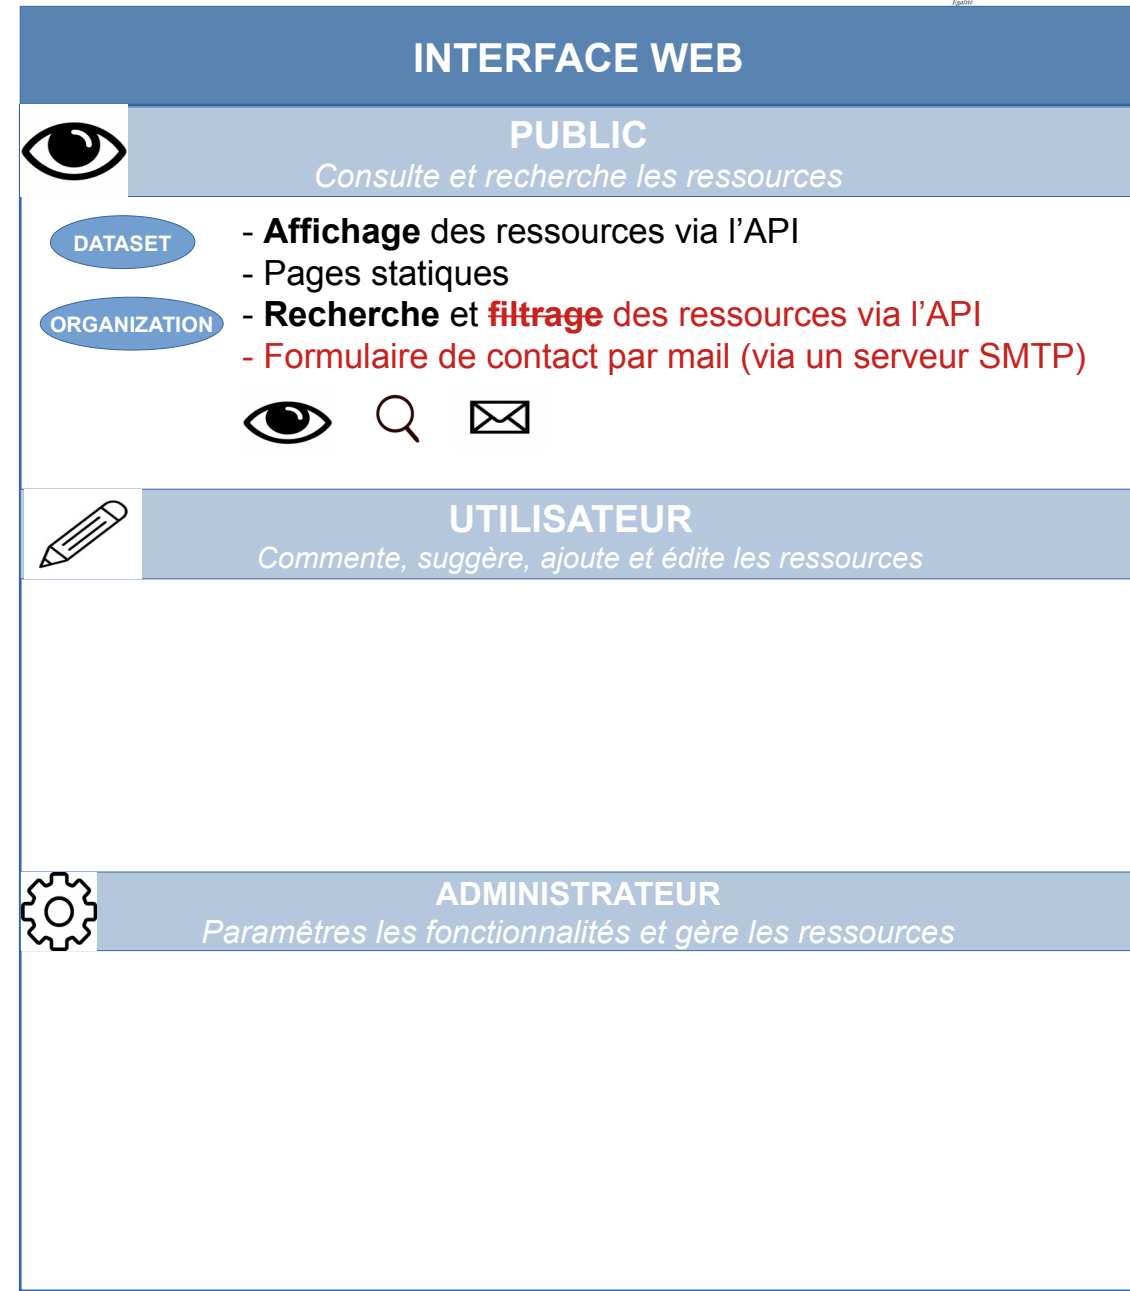 Égalité
INTERFACE WEB
PUBLIC
Consulte et recherche les ressources
DATASET
ORGANIZATION
- Affichage des ressources via l’API
- Pages statiques
- Recherche et filtrage des ressources via l’API
- Formulaire de contact par mail (via un serveur SMTP)
UTILISATEUR
Commente, suggère, ajoute et édite les ressources
ADMINISTRATEUR
Paramêtres les fonctionnalités et gère les ressources